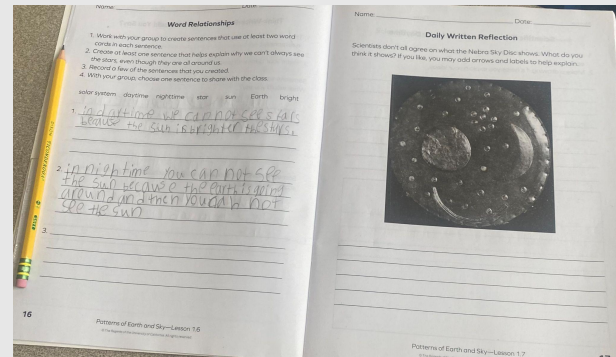 Name
Date
Word Relationships
1. Work with your group to create sentences that use at least two word
cards in each sentence.
2. Create at least one sentence that helps explain why we can't always see
the stars, even though they are all around us.
3. Record a few of the sentences that you created.
4. With your group, choose one sentence to share with the class.
solar system daytime nighttime star sun Earth bright
1. in daytime we can not see stars
because the sun is brighter the stars.
2. in nightime you can not see
the sun because the earth is going
around and then you
not
see the sun
3.
16
Patterns of Earth and Sky—Lesson 1.6
Name
Date:
Daily Written Reflection
Scientists don't all agree on what the Nebra Sky Disc shows. What do you
think it shows? If you like, you may add arrows and labels to help explain.
Patterns of Earth and Sky—Lesson 1.7